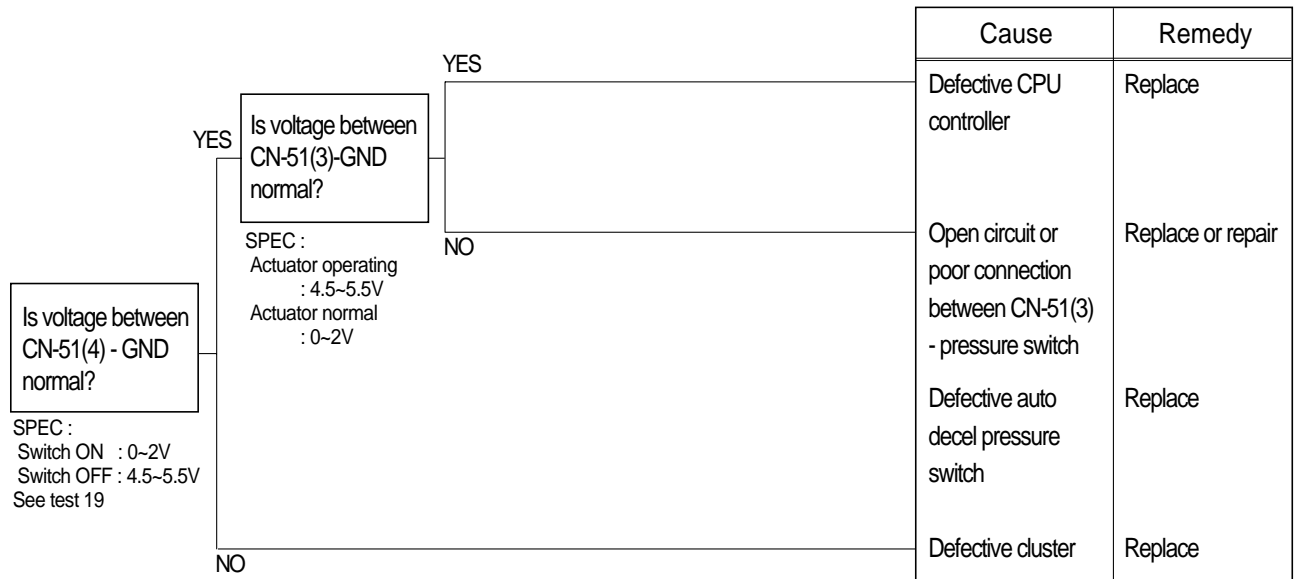 Cause
Remedy
YES
Defective CPU
controller
Replace
YES
Is voltage between
CN-51(3)-GND
normal?
NO
SPEC :
Actuator operating
: 4.5~5.5V
Actuator normal
: 0~2V
Open circuit or
poor connection
between CN-51(3)
- pressure switch
Replace or repair
Is voltage between
CN-51(4) - GND
normal?
SPEC :
Switch ON : 0~2V
Switch OFF : 4.5~5.5V
See test 19
Defective auto
decel pressure
switch
Replace
NO
Defective cluster
Replace